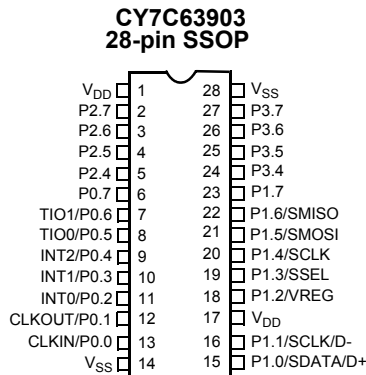 CY7C63903
28-pin SSOP
VDD 1 28 VSS
P2.7 2 27 P3.7
P2.6 3 26 P3.6
P2.5 4 25 P3.5
P2.4 5 24 P3.4
P0.7 6 23 P1.7
TIO1/P0.6 7 22 P1.6/SMISO
TIO0/P0.5 8 21 P1.5/SMOSI
INT2/P0.4 9 20 P1.4/SCLK
INT1/P0.3 10 19 P1.3/SSEL
INT0/P0.2 11 18 P1.2/VREG
CLKOUT/P0.1 12 17 VDD
CLKIN/P0.0 13 16 P1.1/SCLK/D-
VSS 14 15 P1.0/SDATA/D+